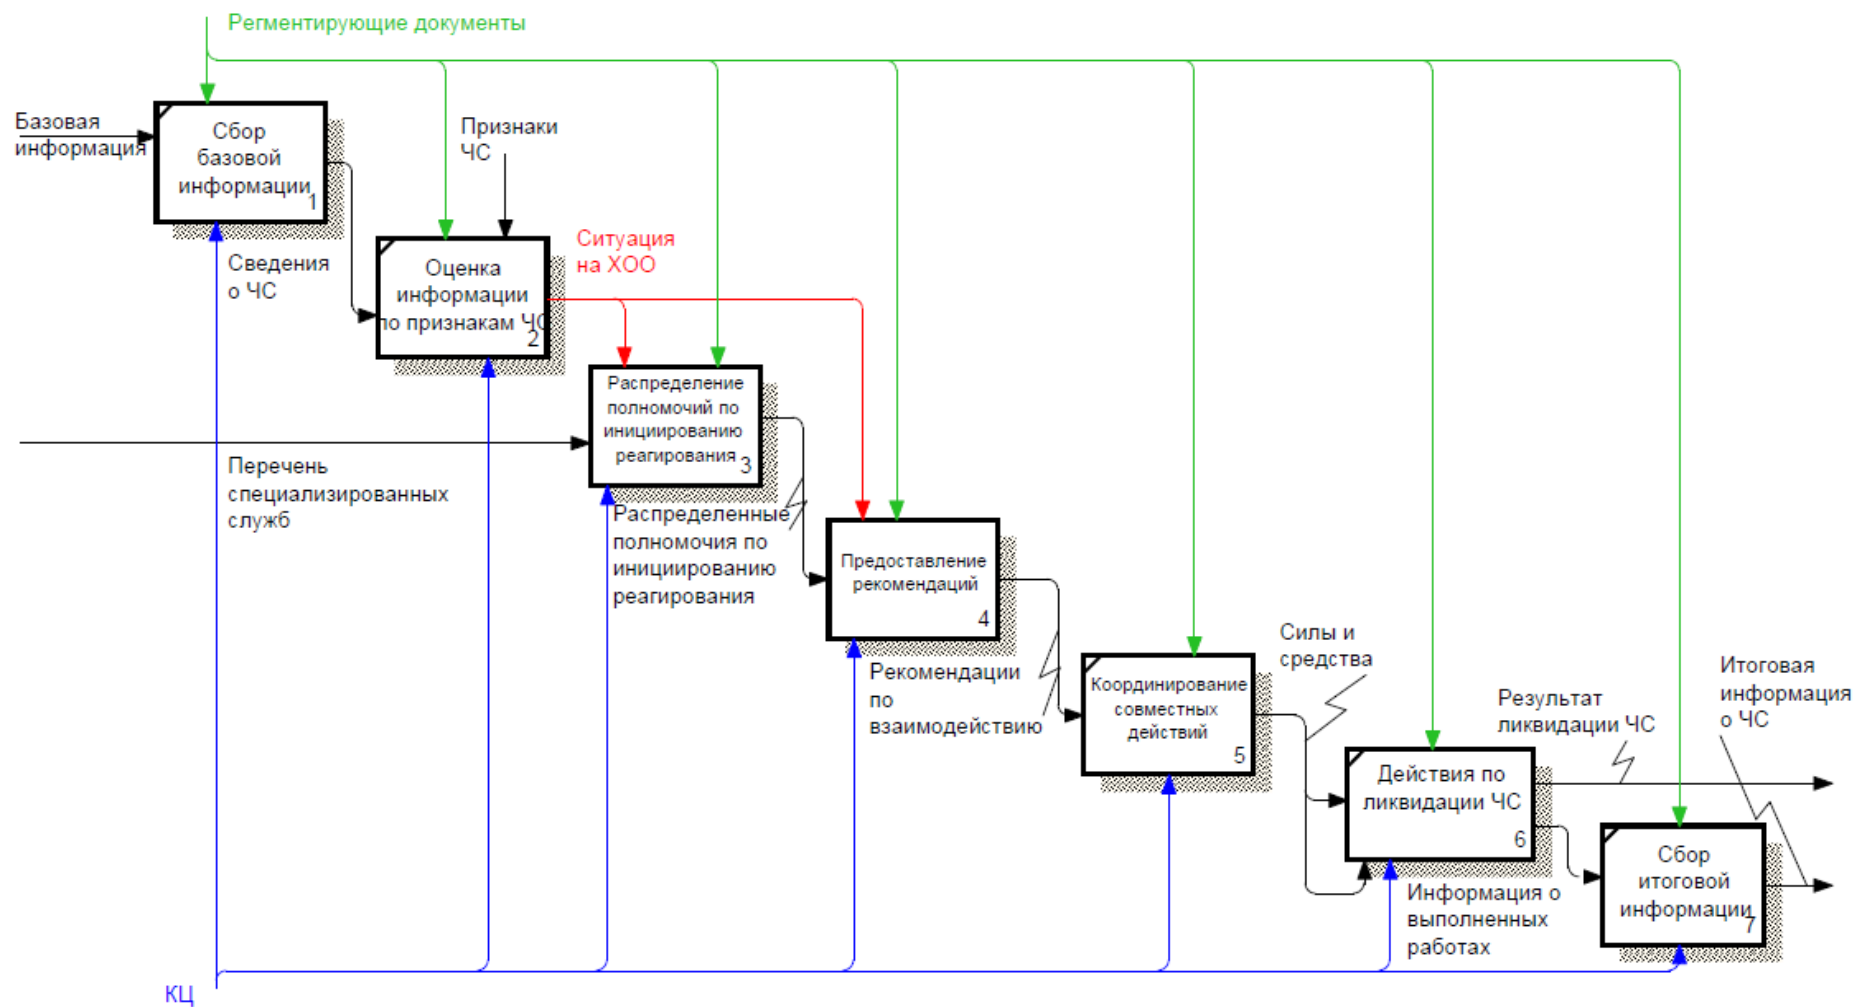 Регментирующие документы
Базовая
информация
Сбор
базовой
информации
1
Признаки
ЧС
Сведения
о ЧС
Оценка
информации
по признакам ЧС
2
Ситуация
на ХОО
Распределение
полномочий по
инициированию
реагирования
3
Перечень
специализированных
служб
Распределенные
полномочия по
инициированию
реагирования
Предоставление
рекомендаций
4
Рекомендации
по
взаимодействию
Координирование
совместных
действий
5
Силы и
средства
Результат
ликвидации ЧС
Итоговая
информация
о ЧС
Действия по
ликвидации ЧС
6
Информация о
выполненных
работах
Сбор
итоговой
информации
7
КЦ